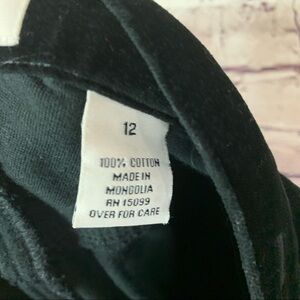 12
100% COTTON
MADE IN
MONGOLIA
RN 15099
OVER FOR CARE